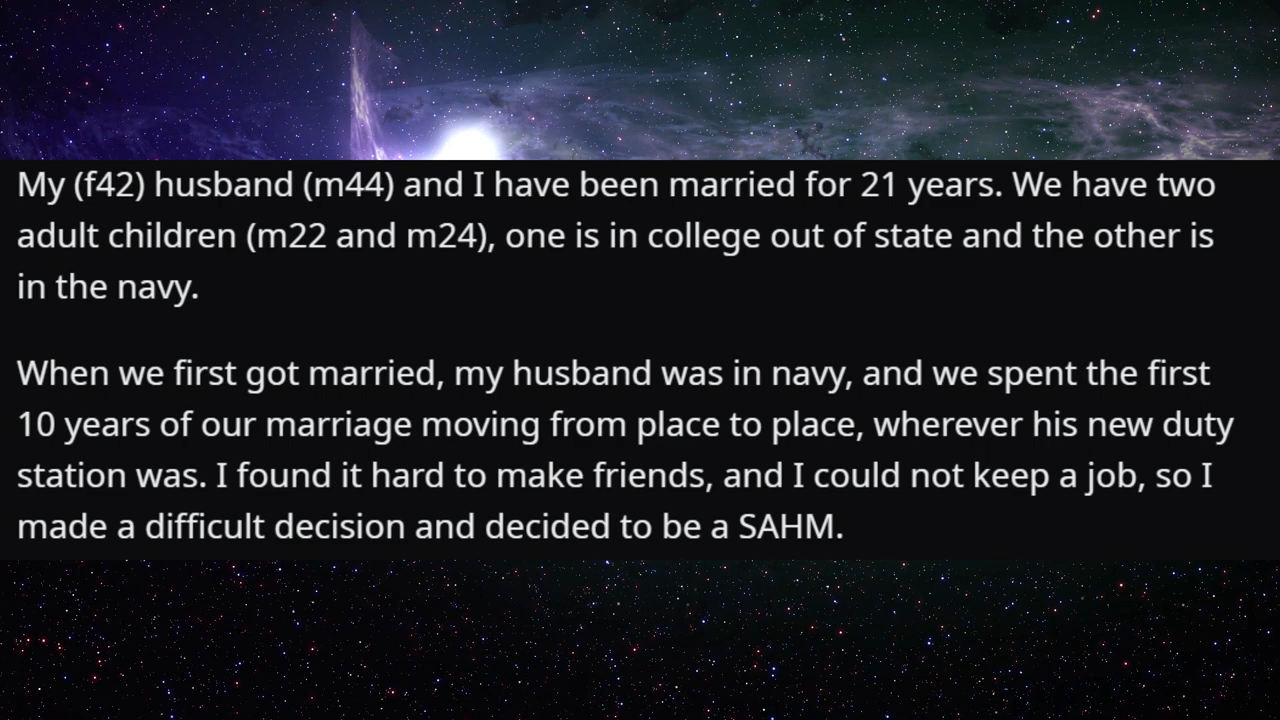 My (f42) husband (m44) and I have been married for 21 years. We have two
adult children (m22 and m24), one is in college out of state and the other is
in the navy.
When we first got married, my husband was in navy, and we spent the first
10 years of our marriage moving from place to place, wherever his new duty
station was. I found it hard to make friends, and I could not keep a job, so I
made a difficult decision and decided to be a SAHM.